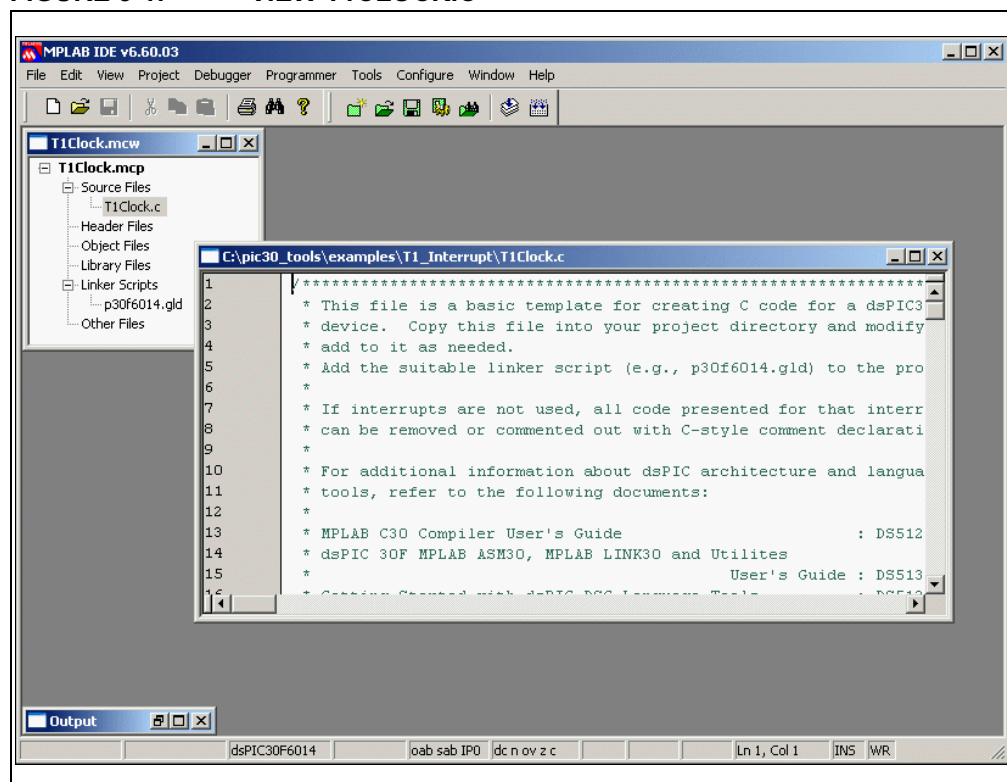 MPLAB IDE v6.60.03
File Edit View Project Debugger Programmer Tools Configure Window Help
T1Clock.mcw
T1Clock.mcp
Source Files
T1Clock.c
Header Files
Object Files
Library Files
Linker Scripts
p30f6014.gld
Other Files
C:\pic30_tools\examples\T1_Interrupt\T1Clock.c
1 /****************************************************************
2 * This file is a basic template for creating C code for a dsPIC3
3 * device. Copy this file into your project directory and modify
4 * add to it as needed.
5 * Add the suitable linker script (e.g., p30f6014.gld) to the pro
6 *
7 * If interrupts are not used, all code presented for that interr
8 * can be removed or commented out with C-style comment declarati
9 *
10 * For additional information about dsPIC architecture and langua
11 * tools, refer to the following documents:
12 *
13 * MPLAB C30 Compiler User's Guide : DS512
14 * dsPIC 30F MPLAB ASM30, MPLAB LINK30 and Utilites
15 * User's Guide : DS513
Output
dsPIC30F6014 oab sab IP0 dc n ov z c Ln 1, Col 1 INS WR